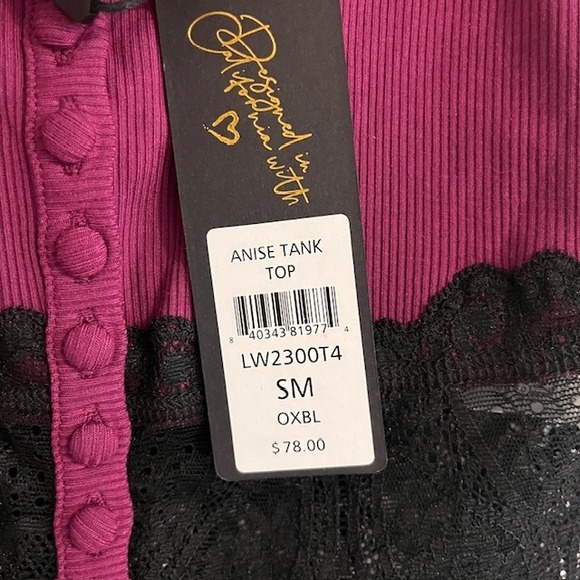 Designed in
California with
♡
ANISE TANK
TOP
8 40343 81977 4
LW2300T4
SM
OXBL
$78.00